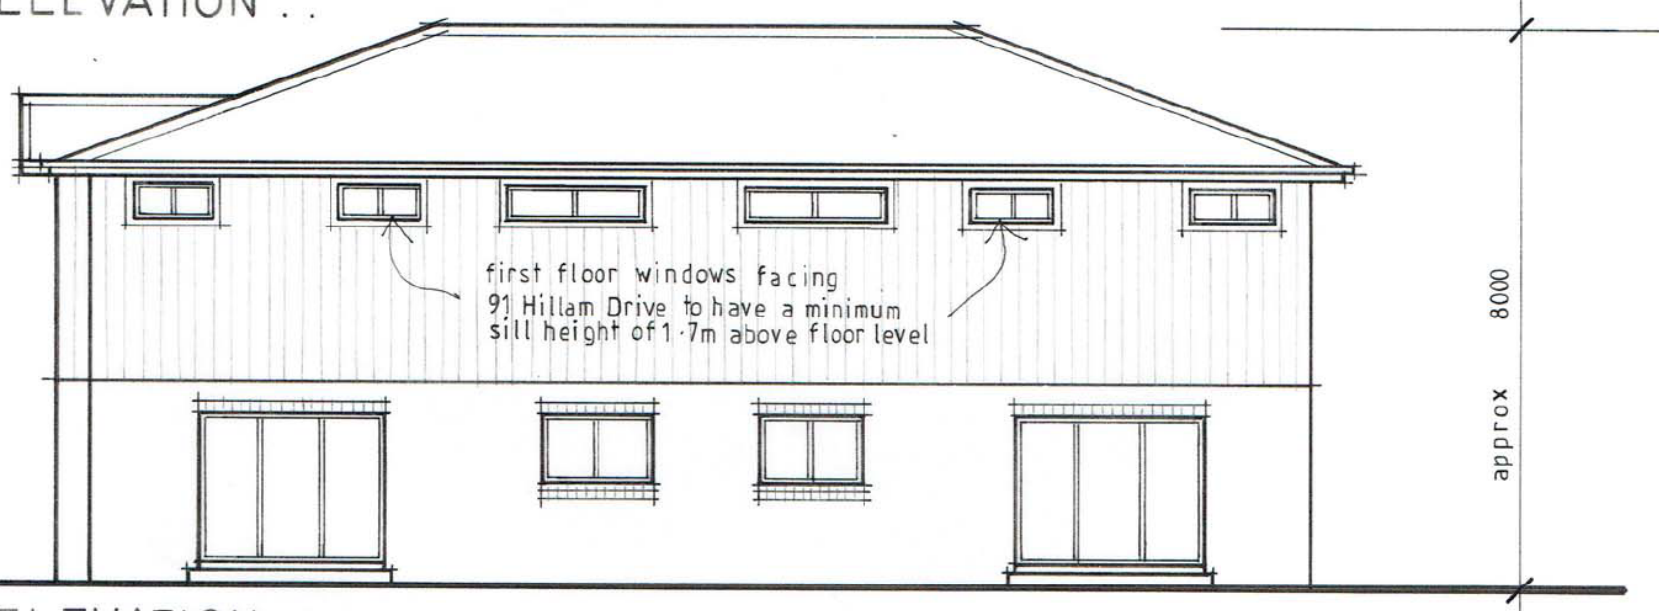 ELEVATION ..
first floor windows facing
91 Hillam Drive to have a minimum
sill height of 1.7m above floor level
approx 8000
ELEVATION